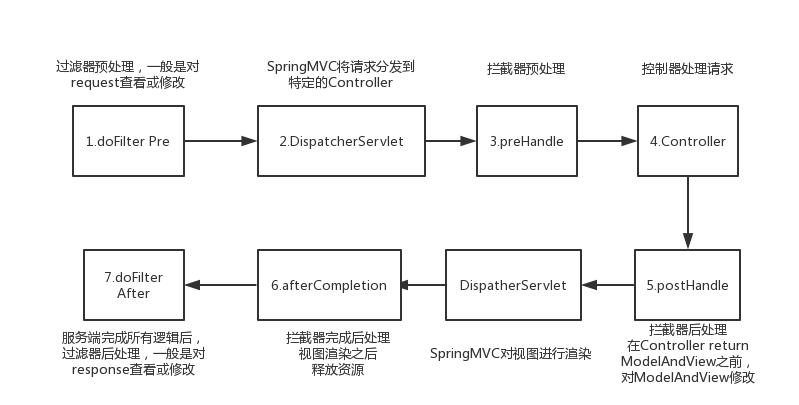 过滤器预处理，一般是对
request查看或修改
SpringMVC将请求分发到
特定的Controller
拦截器预处理
控制器处理请求
1.doFilter Pre
2.DispatcherServlet
3.preHandle
4.Controller
7.doFilter
After
6.afterCompletion
DispatherServlet
5.postHandle
服务端完成所有逻辑后，
过滤器后处理，一般是对
response查看或修改
拦截器完成后处理
视图渲染之后
释放资源
SpringMVC对视图进行渲染
拦截器后处理
在Controller return
ModelAndView之前，
对ModelAndView修改